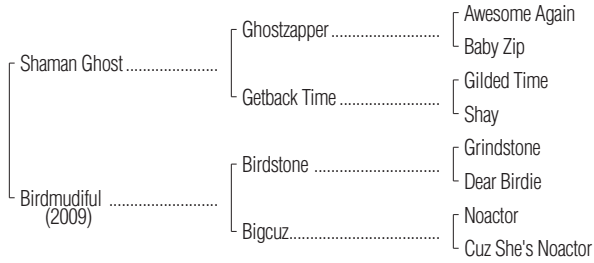 Awesome Again
Ghostzapper
Baby Zip
Shaman Ghost
Gilded Time
Getback Time
Shay
Grindstone
Birdstone
Dear Birdie
Birdmudiful
(2009)
Noactor
Bigcuz
Cuz She's Noactor